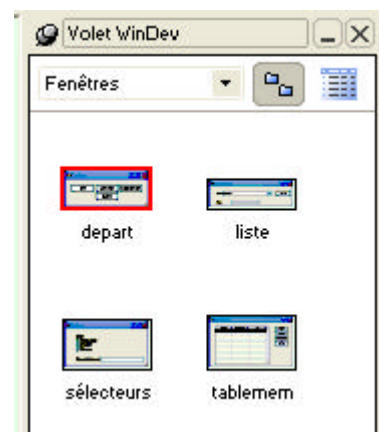 Volet WinDev
Fenêtres
depart
liste
sélecteurs
tablemem